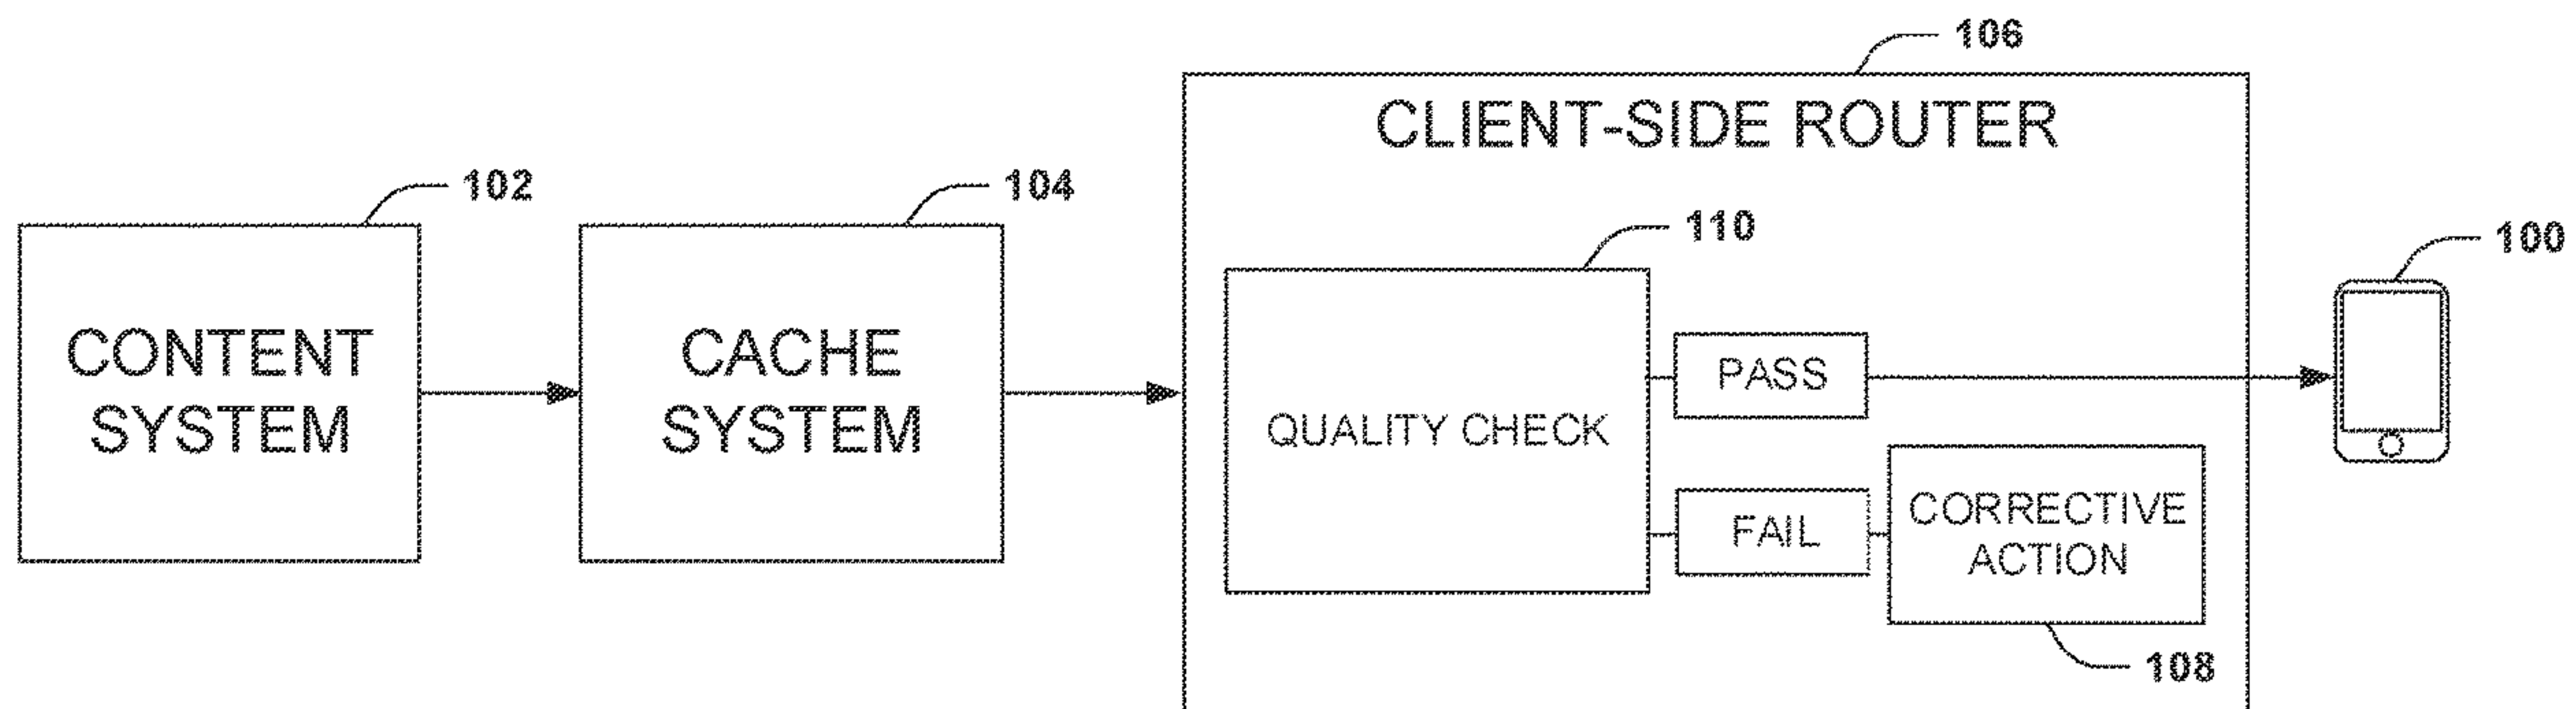 106
CLIENT-SIDE ROUTER
102
104
110
100
CONTENT
SYSTEM
CACHE
SYSTEM
QUALITY CHECK
PASS
FAIL
CORRECTIVE
ACTION
108